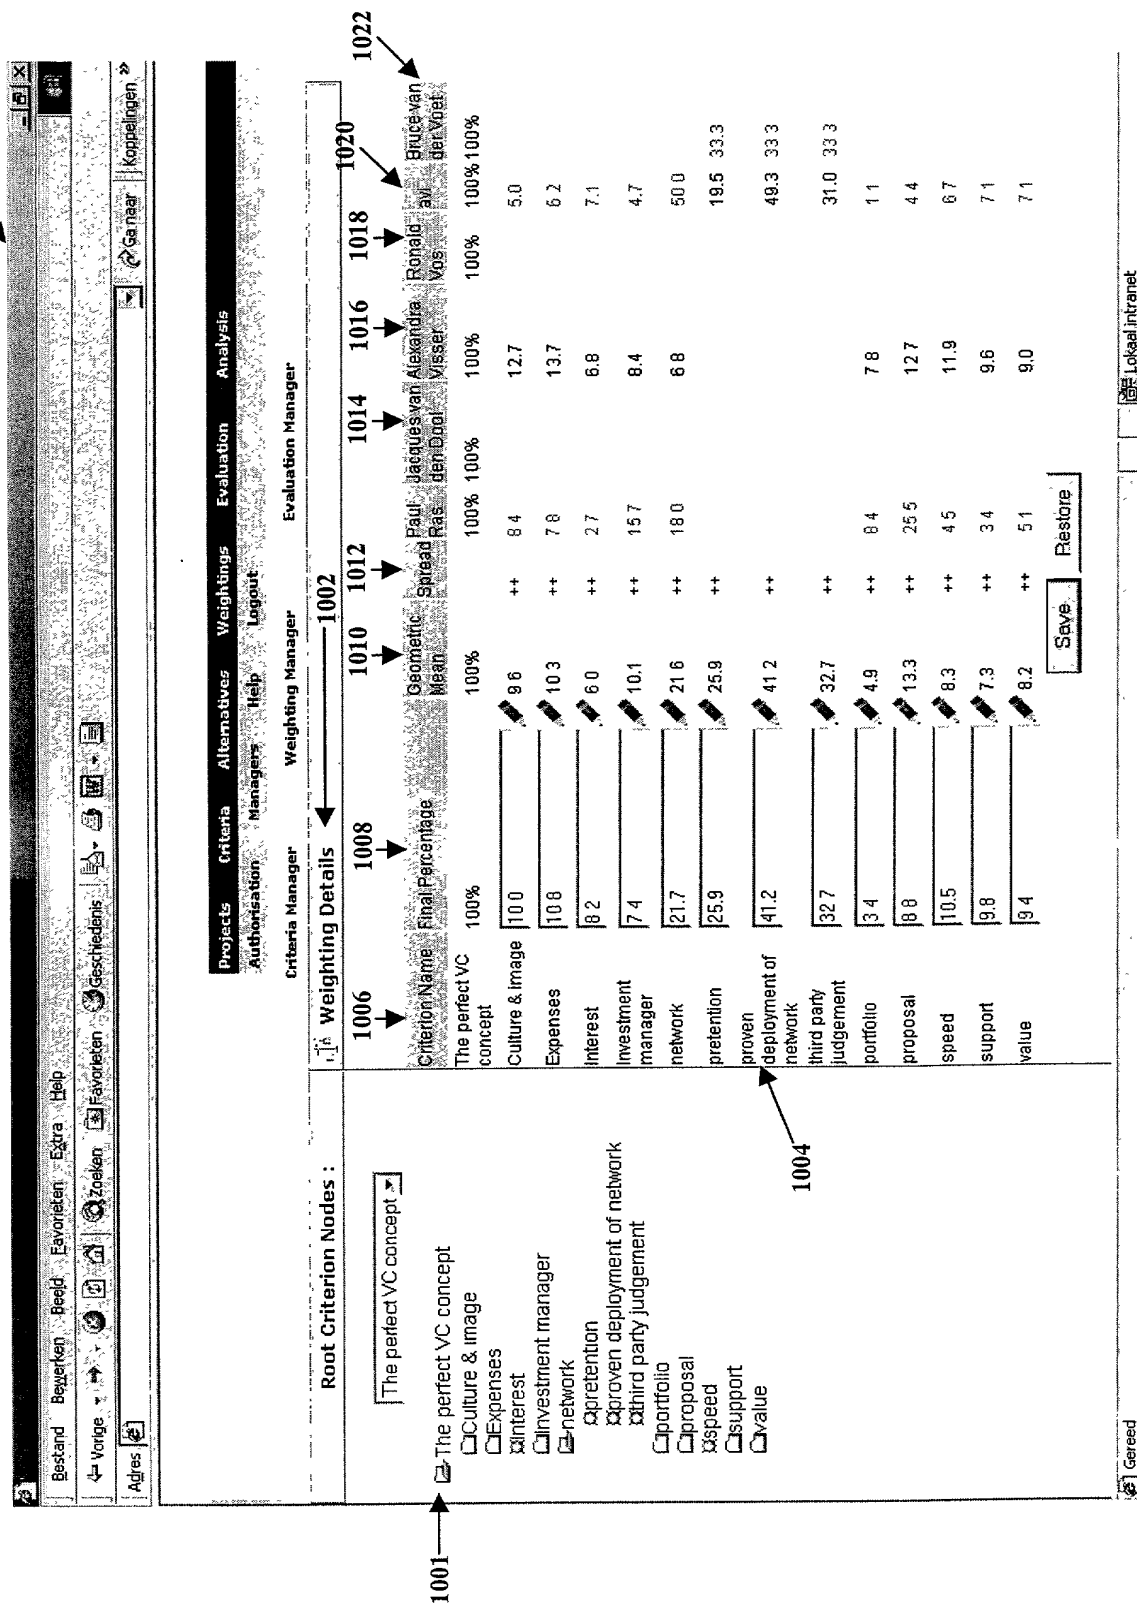 Bestand Bewerken Beeld Favorieten Extra Help
Vorige Zoeken Favorieten Geschiedenis
Adres Ga naar Koppelingen »
Projects Criteria Alternatives Weightings Evaluation Analysis
Authorisation Managers Help Logout
Criteria Manager Weighting Manager Evaluation Manager
Root Criterion Nodes :
The perfect VC concept
1001
The perfect VC concept
Culture & image
Expenses
Interest
Investment manager
network
pretention
proven deployment of network
third party judgement
portfolio
proposal
speed
support
value
Weighting Details 1002
1004
1006 1008 1010 1012 1014 1016 1018 1020 1022
Criterion Name Final Percentage Geometric Mean Spread Paul Ras Jacques van den Dool Alexandra Visser Ronald Vos avi Bruce van der Voet
The perfect VC concept 100% 100% 100% 100% 100% 100% 100% 100%
Culture & Image 10 0 9 6 ++ 8 4 12.7 5.0
Expenses 10 8 10 3 ++ 7 8 13.7 6 2
Interest 8 2 6 0 ++ 2 7 6.8 7.1
Investment manager 7 4 10.1 ++ 15 7 8.4 4.7
network 21.7 21 6 ++ 18 0 6 8 50 0
pretention 25.9 25.9 ++ 19.5 33.3
proven deployment of network 41.2 41 2 ++ 49.3 33 3
third party judgement 32 7 32.7 ++ 31.0 33 3
portfolio 3 4 4.9 ++ 8 4 7 8 1 1
proposal 8 8 13.3 ++ 25 5 12 7 4 4
speed 10.5 8.3 ++ 4 5 11.9 6 7
support 9.8 7.3 ++ 3 4 9.6 7 1
value 9 4 8.2 ++ 5 1 9.0 7 1
Save Restore
Gereed Lokaal intranet